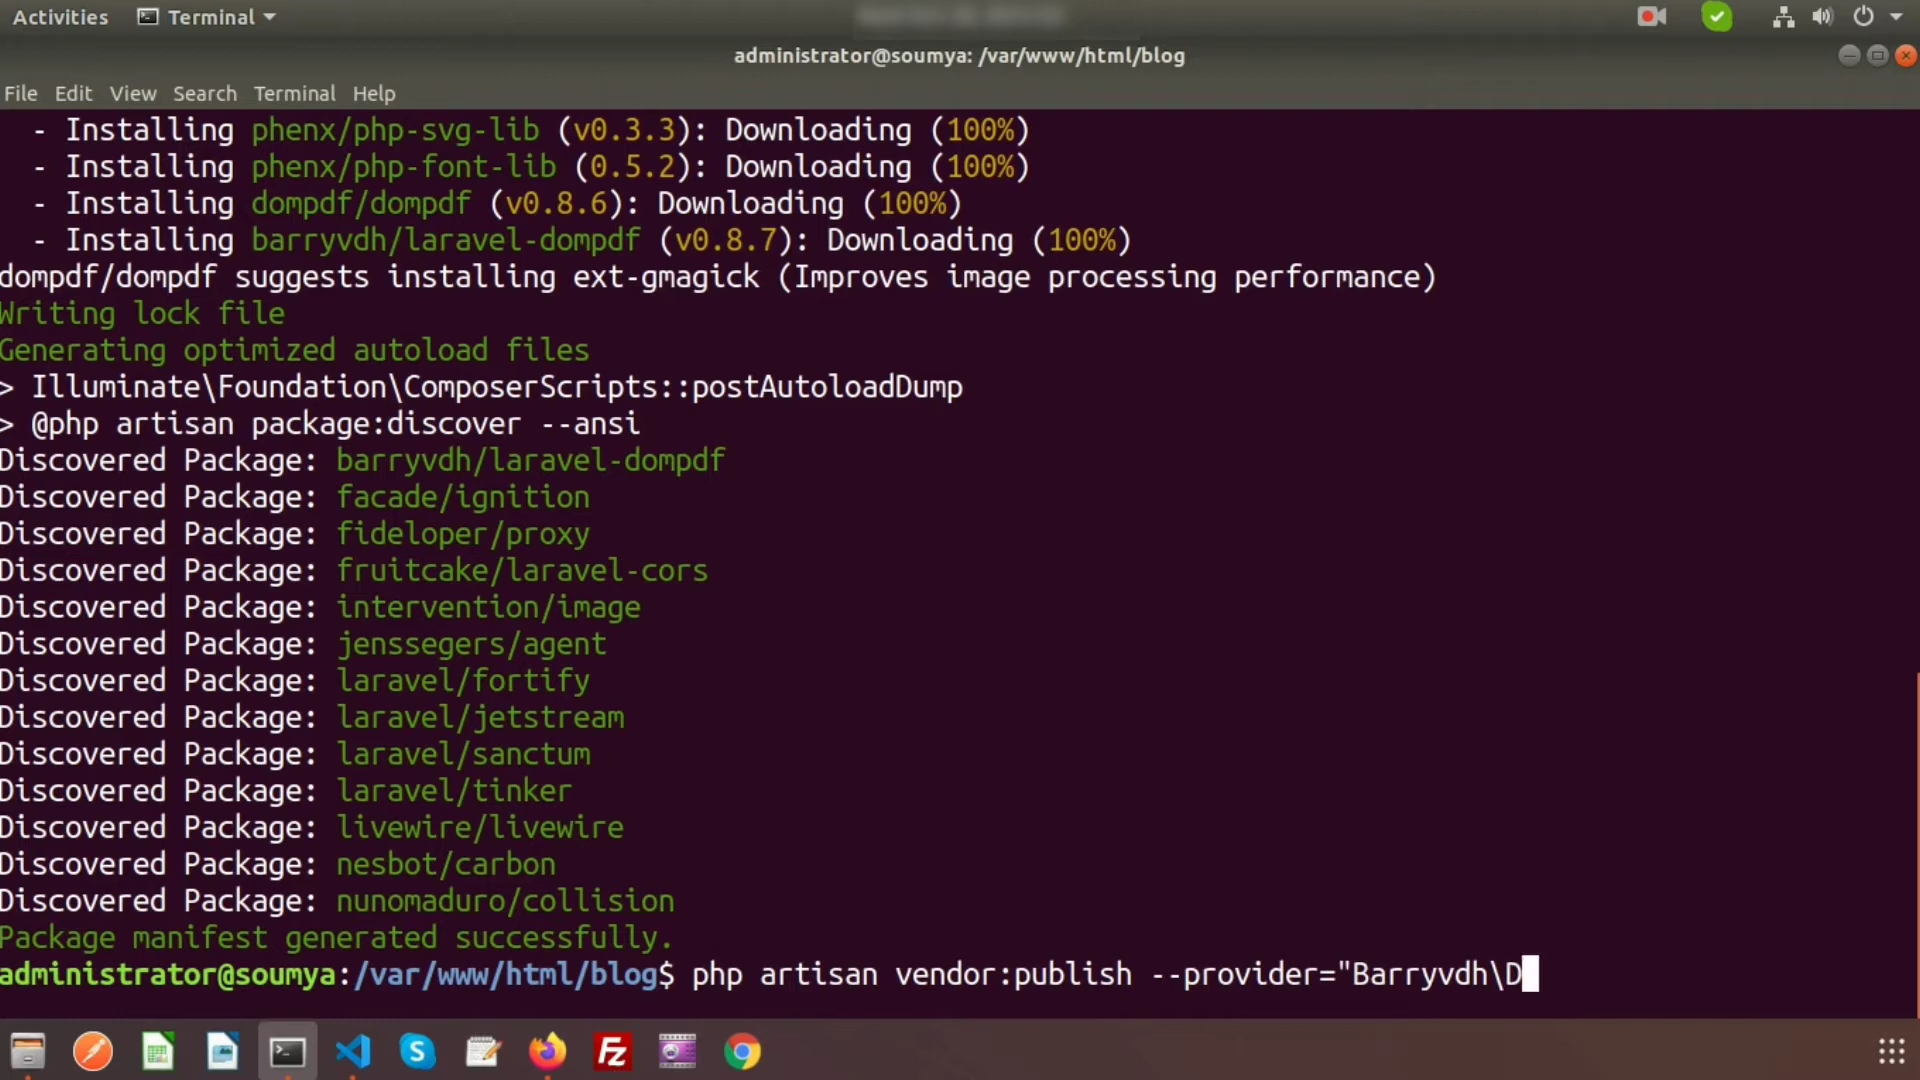 Activities Terminal
administrator@soumya: /var/www/html/blog
File Edit View Search Terminal Help
- Installing phenx/php-svg-lib (v0.3.3): Downloading (100%)
- Installing phenx/php-font-lib (0.5.2): Downloading (100%)
- Installing dompdf/dompdf (v0.8.6): Downloading (100%)
- Installing barryvdh/laravel-dompdf (v0.8.7): Downloading (100%)
dompdf/dompdf suggests installing ext-gmagick (Improves image processing performance)
Writing lock file
Generating optimized autoload files
> Illuminate\Foundation\ComposerScripts::postAutoloadDump
> @php artisan package:discover --ansi
Discovered Package: barryvdh/laravel-dompdf
Discovered Package: facade/ignition
Discovered Package: fideloper/proxy
Discovered Package: fruitcake/laravel-cors
Discovered Package: intervention/image
Discovered Package: jenssegers/agent
Discovered Package: laravel/fortify
Discovered Package: laravel/jetstream
Discovered Package: laravel/sanctum
Discovered Package: laravel/tinker
Discovered Package: livewire/livewire
Discovered Package: nesbot/carbon
Discovered Package: nunomaduro/collision
Package manifest generated successfully.
administrator@soumya:/var/www/html/blog$ php artisan vendor:publish --provider="Barryvdh\D